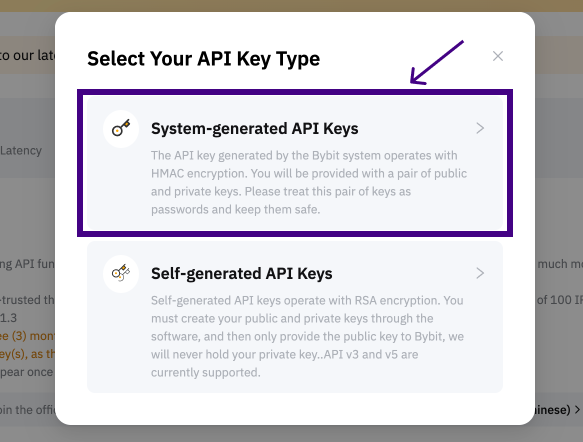 to our late
Select Your API Key Type
System-generated API Keys
The API key generated by the Bybit system operates with
HMAC encryption. You will be provided with a pair of public
and private keys. Please treat this pair of keys as
passwords and keep them safe.
Latency
Self-generated API Keys
Self-generated API keys operate with RSA encryption. You
must create your public and private keys through the
software, and then only provide the public key to Bybit, we
will never hold your private key..API v3 and v5 are
currently supported.
ng API fun
much mo
-trusted th
of 100 IP
1.3
ee (3) mon
ey(s), as th
pear once
oin the offic
inese)